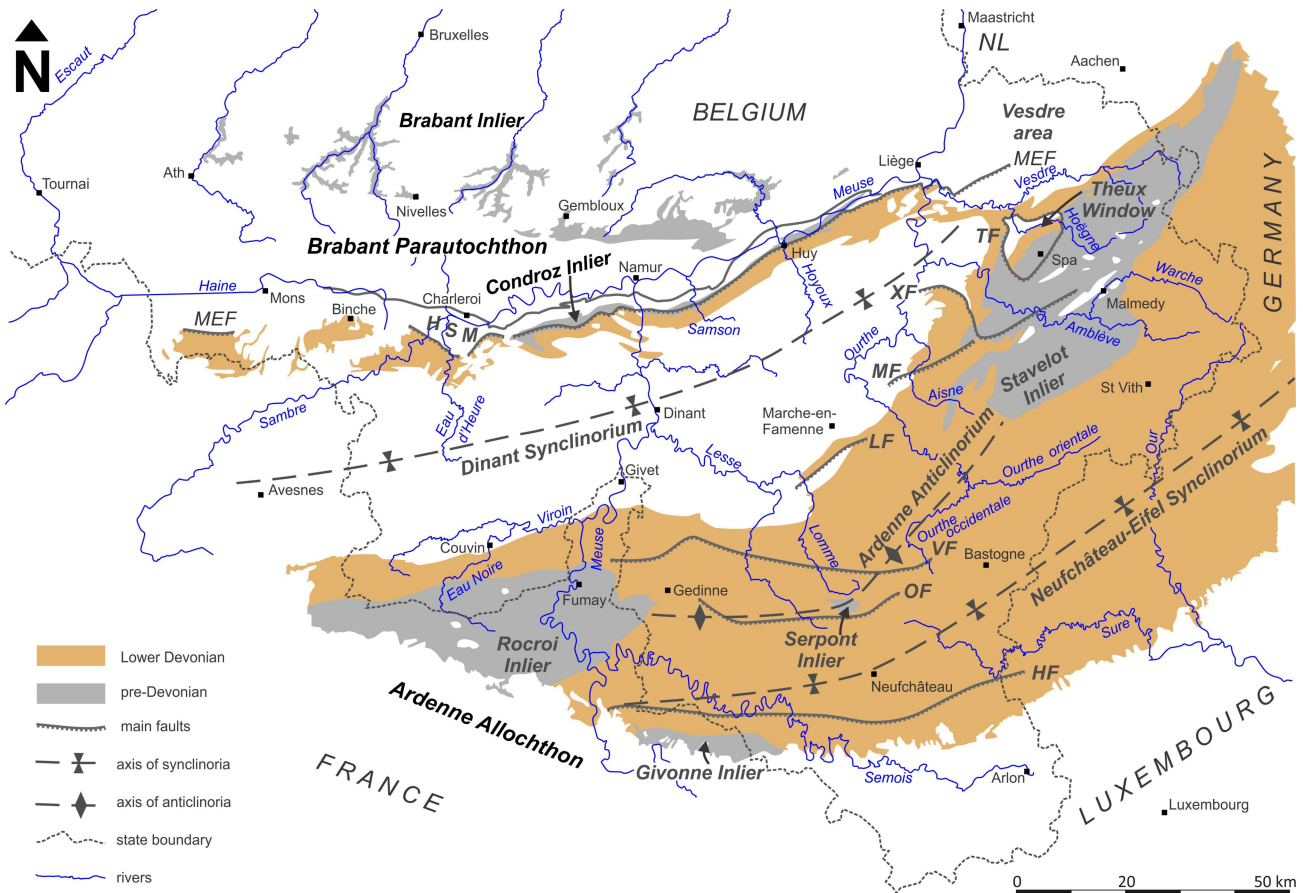 N
Escaut
Bruxelles
Maastricht
NL
Aachen
Brabant Inlier
BELGIUM
Vesdre
area
MEF
Liège
Vesdre
Meuse
Tournai
Ath
Nivelles
Gembloux
Theux
Window
Hoëgne
TF
Spa
GERMANY
Brabant Parautochthon
Condroz Inlier
Namur
Huy
Hoyoux
Samson
Haine
Mons
Binche
Charleroi
MEF
H S M
XF
Warche
Malmedy
Amblève
Ourthe
MF
Aisne
Stavelot
Inlier
St Vith
Sambre
Eau
d'Heure
Dinant
Marche-en-
Famenne
Dinant Synclinorium
LF
Lesse
Avesnes
Givet
Ardenne Anticlinorium
Ourthe orientale
Ourthe
occidentale
Our
Neufchâteau-Eifel Synclinorium
Viroin
Couvin
Eau Noire
Meuse
Fumay
Gedinne
Lomme
VF
Bastogne
OF
Serpont
Inlier
Rocroi
Inlier
Sure
Neufchâteau
HF
Ardenne Allochthon
Givonne Inlier
Semois
Arlon
FRANCE
LUXEMBOURG
Luxembourg
Lower Devonian
pre-Devonian
main faults
axis of synclinoria
axis of anticlinoria
state boundary
rivers
0 20 50 km